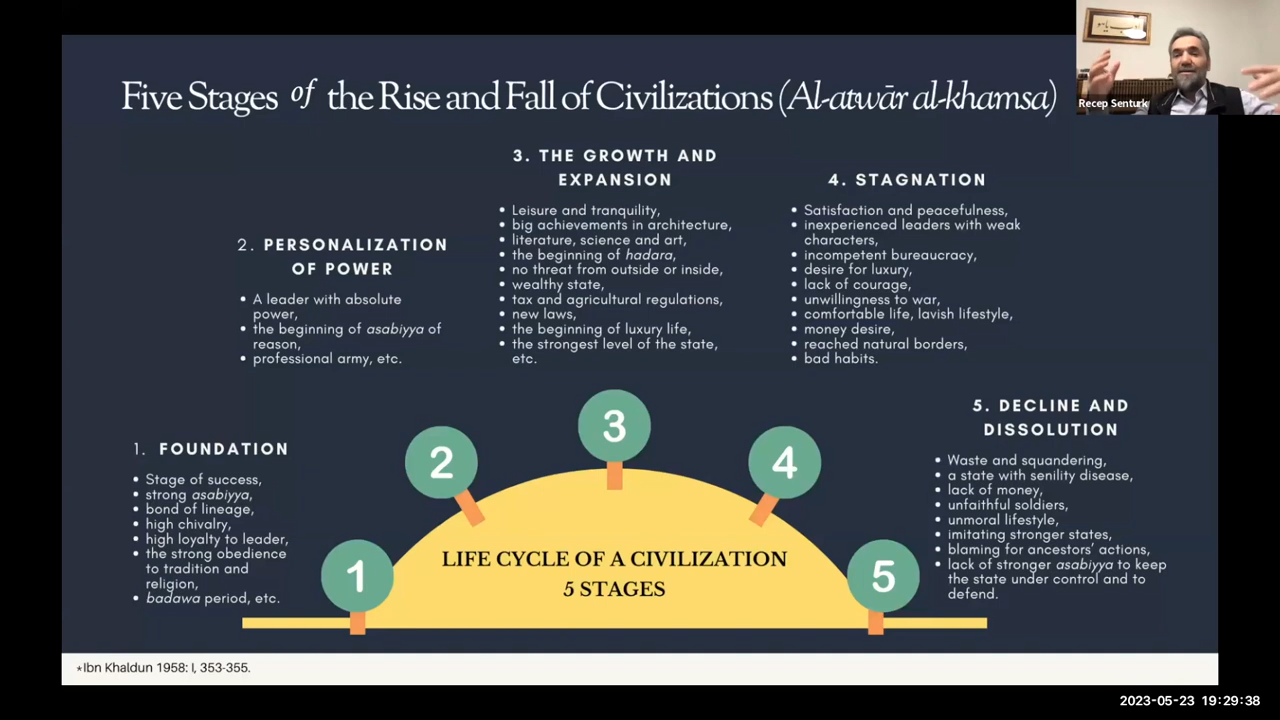 Five Stages of the Rise and Fall of Civilizations (Al-atwār al-khamsa)
Recep Senturk
3. THE GROWTH AND
EXPANSION
Leisure and tranquility,
big achievements in architecture,
literature, science and art,
the beginning of hadara,
no threat from outside or inside,
wealthy state,
tax and agricultural regulations,
new laws,
the beginning of luxury life,
the strongest level of the state,
etc.
4. STAGNATION
Satisfaction and peacefulness,
inexperienced leaders with weak
characters,
incompetent bureaucracy,
desire for luxury,
lack of courage,
unwillingness to war,
comfortable life, lavish lifestyle,
money desire,
reached natural borders,
bad habits.
2. PERSONALIZATION
OF POWER
A leader with absolute
power,
the beginning of asabiyya of
reason,
professional army, etc.
1. FOUNDATION
Stage of success,
strong asabiyya,
bond of lineage,
high chivalry,
high loyalty to leader,
the strong obedience
to tradition and
religion,
badawa period, etc.
5. DECLINE AND
DISSOLUTION
Waste and squandering,
a state with senility disease,
lack of money,
unfaithful soldiers,
unmoral lifestyle,
imitating stronger states,
blaming for ancestors' actions,
lack of stronger asabiyya to keep
the state under control and to
defend.
1
2
3
4
5
LIFE CYCLE OF A CIVILIZATION
5 STAGES
*Ibn Khaldun 1958: I, 353-355.
2023-05-23 19:29:38